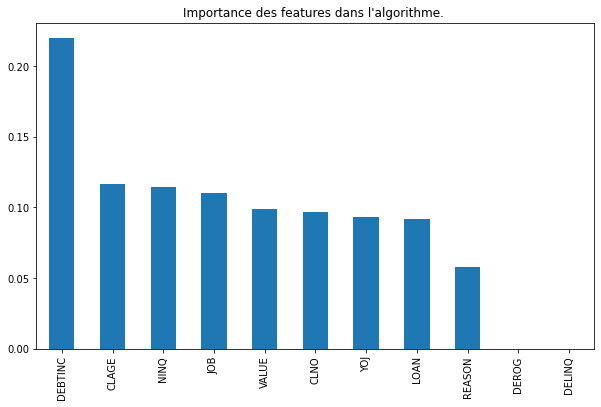 Importance des features dans l'algorithme.
0.20
0.15
0.10
0.05
0.00
DEBTINC
CLAGE
NINQ
JOB
VALUE
CLNO
YOJ
LOAN
REASON
DEROG
DELINQ